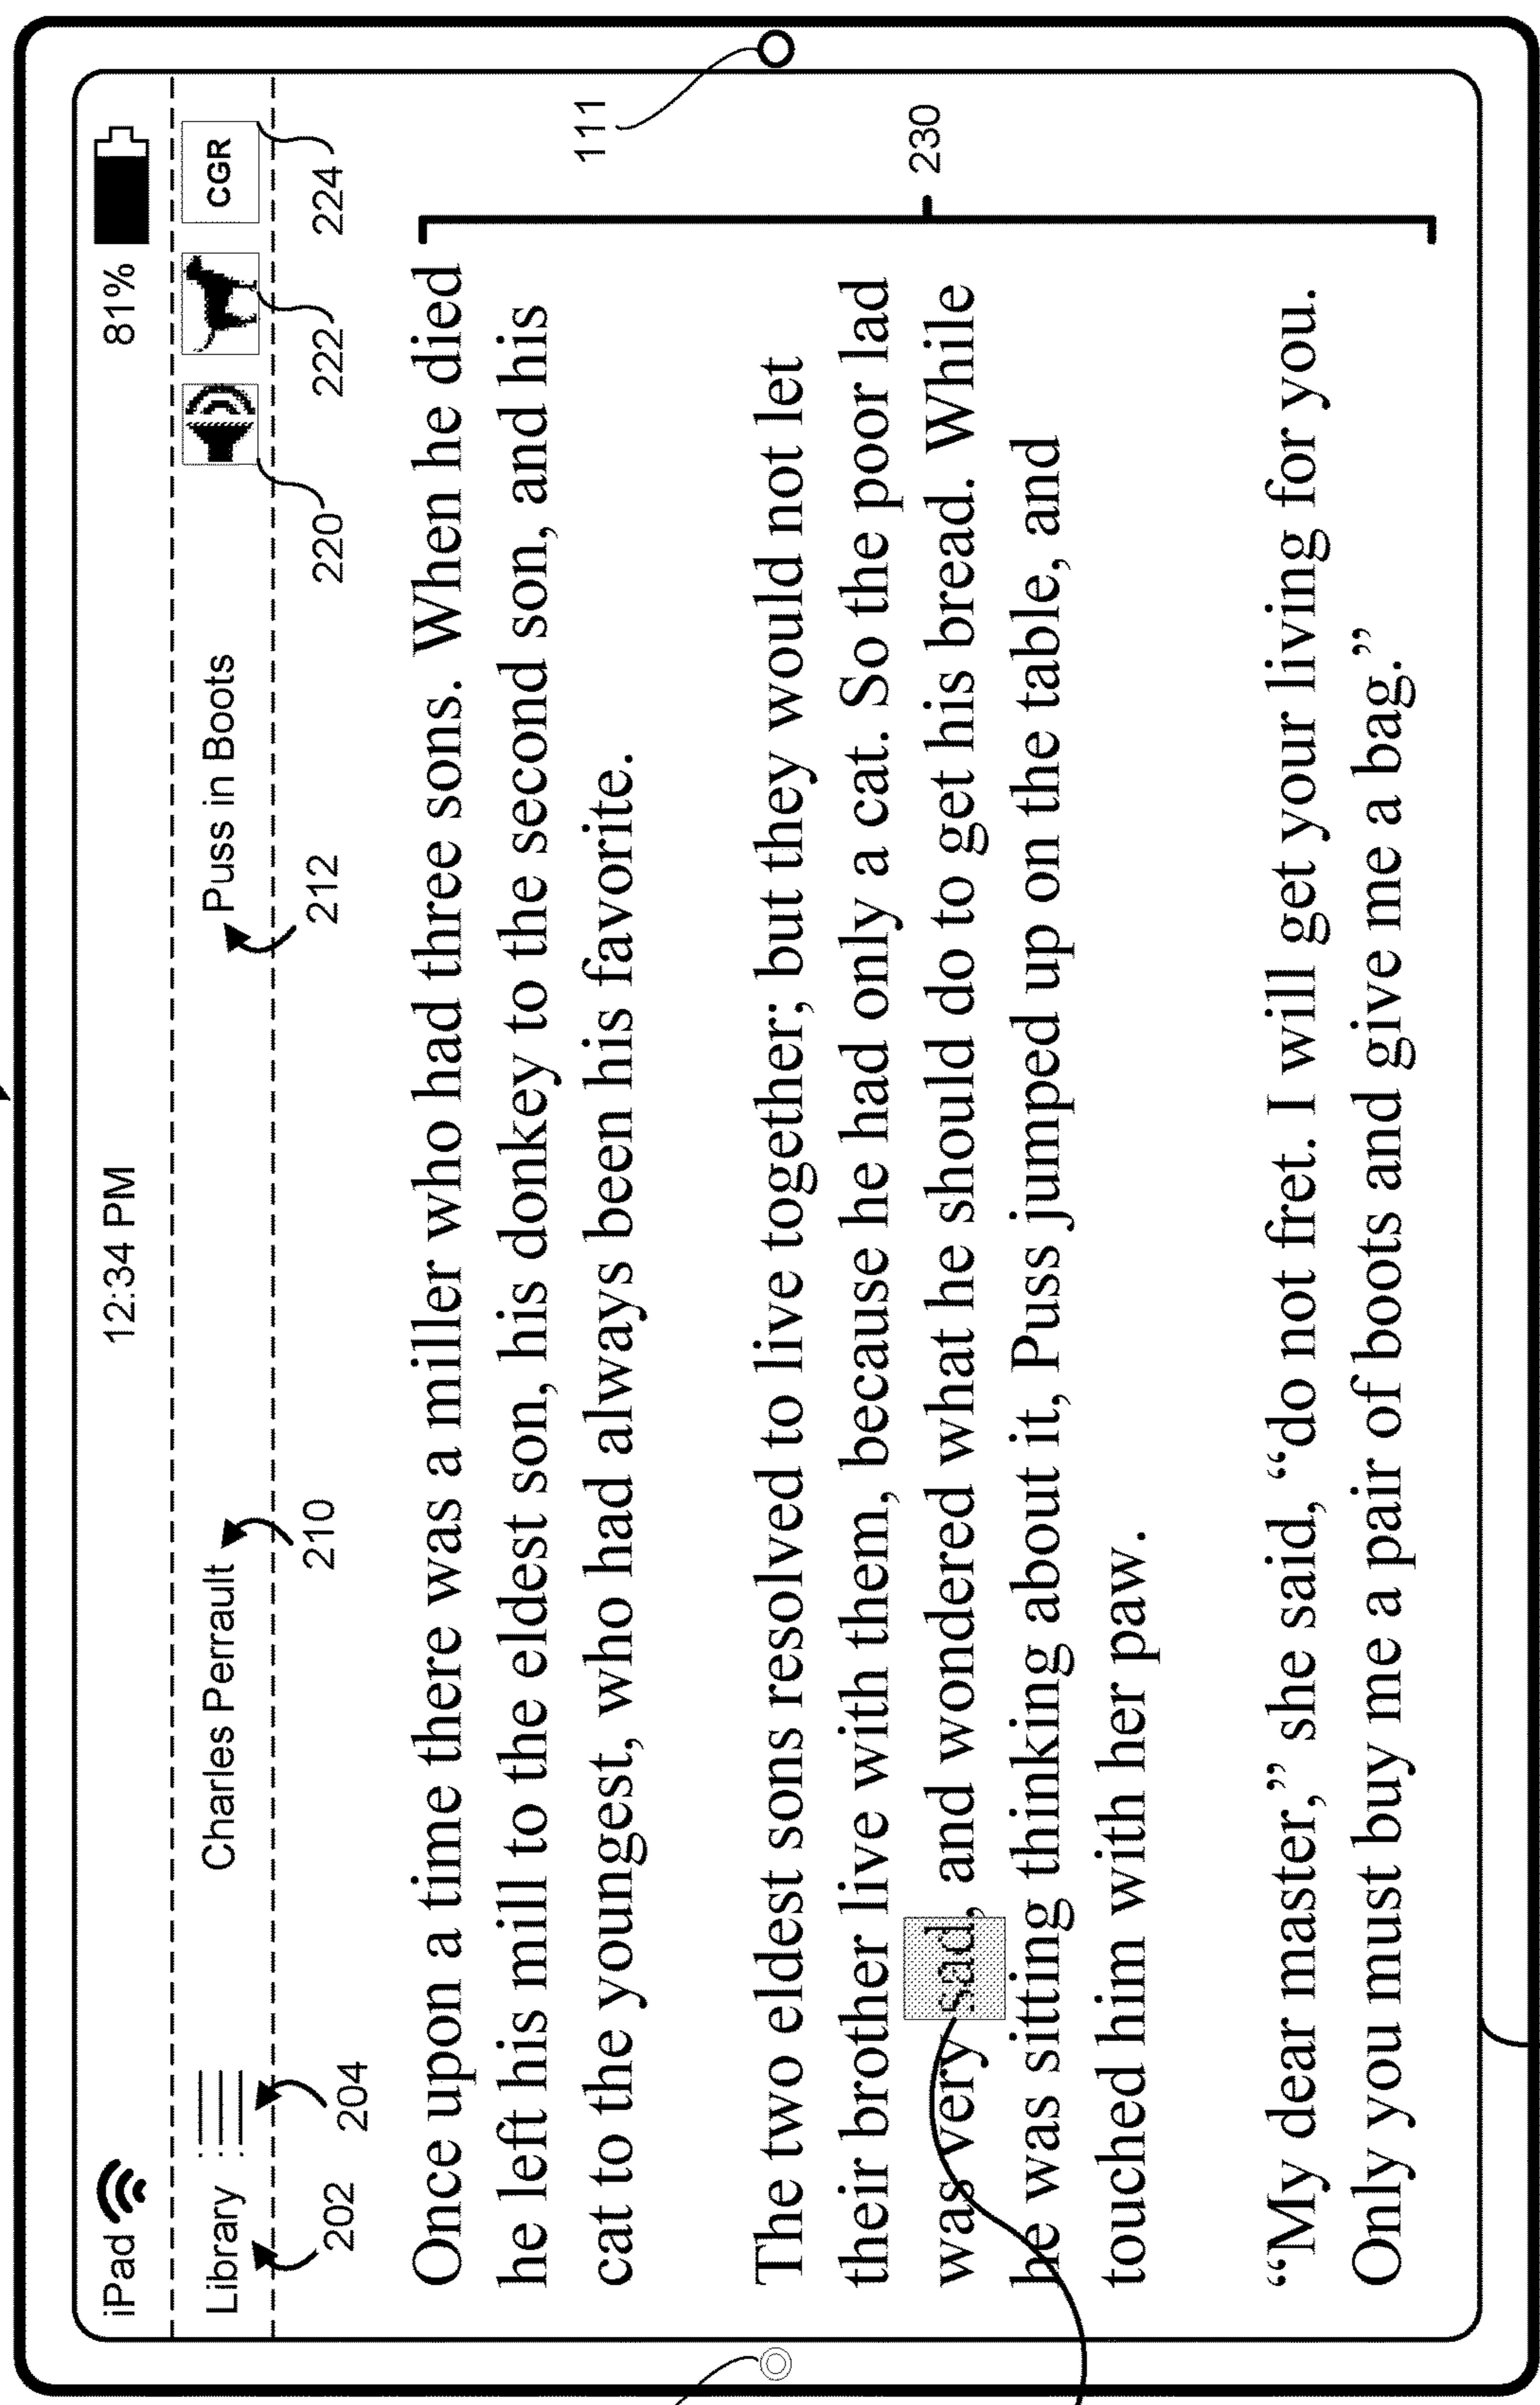 iPad 12:34 PM 81%
Library Charles Perrault Puss in Boots CGR
202 204 210 212 220 222 224
Once upon a time there was a miller who had three sons. When he died
he left his mill to the eldest son, his donkey to the second son, and his
cat to the youngest, who had always been his favorite.
111
The two eldest sons resolved to live together; but they would not let
their brother live with them, because he had only a cat. So the poor lad
was very sad, and wondered what he should do to get his bread. While
he was sitting thinking about it, Puss jumped up on the table, and
touched him with her paw.
230
“My dear master,” she said, “do not fret. I will get your living for you.
Only you must buy me a pair of boots and give me a bag.”